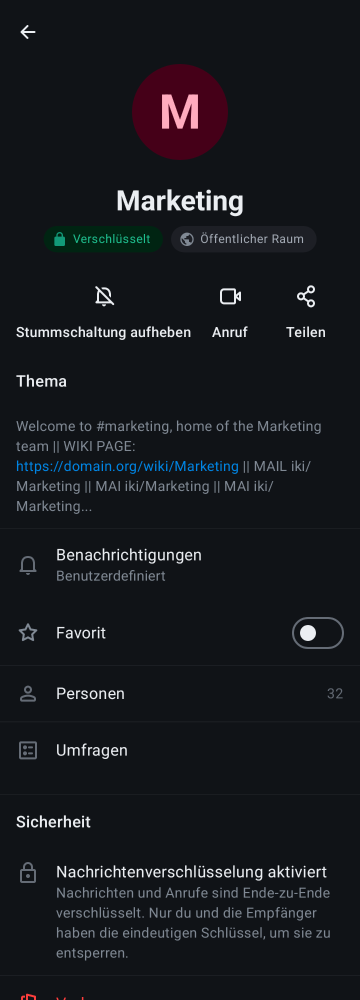 M
Marketing
Verschlüsselt
Öffentlicher Raum
Stummschaltung aufheben
Anruf
Teilen
Thema
Welcome to #marketing, home of the Marketing
team || WIKI PAGE:
https://domain.org/wiki/Marketing || MAIL iki/
Marketing || MAI iki/Marketing || MAI iki/
Marketing...
Benachrichtigungen
Benutzerdefiniert
Favorit
Personen
32
Umfragen
Sicherheit
Nachrichtenverschlüsselung aktiviert
Nachrichten und Anrufe sind Ende-zu-Ende
verschlüsselt. Nur du und die Empfänger
haben die eindeutigen Schlüssel, um sie zu
entsperren.